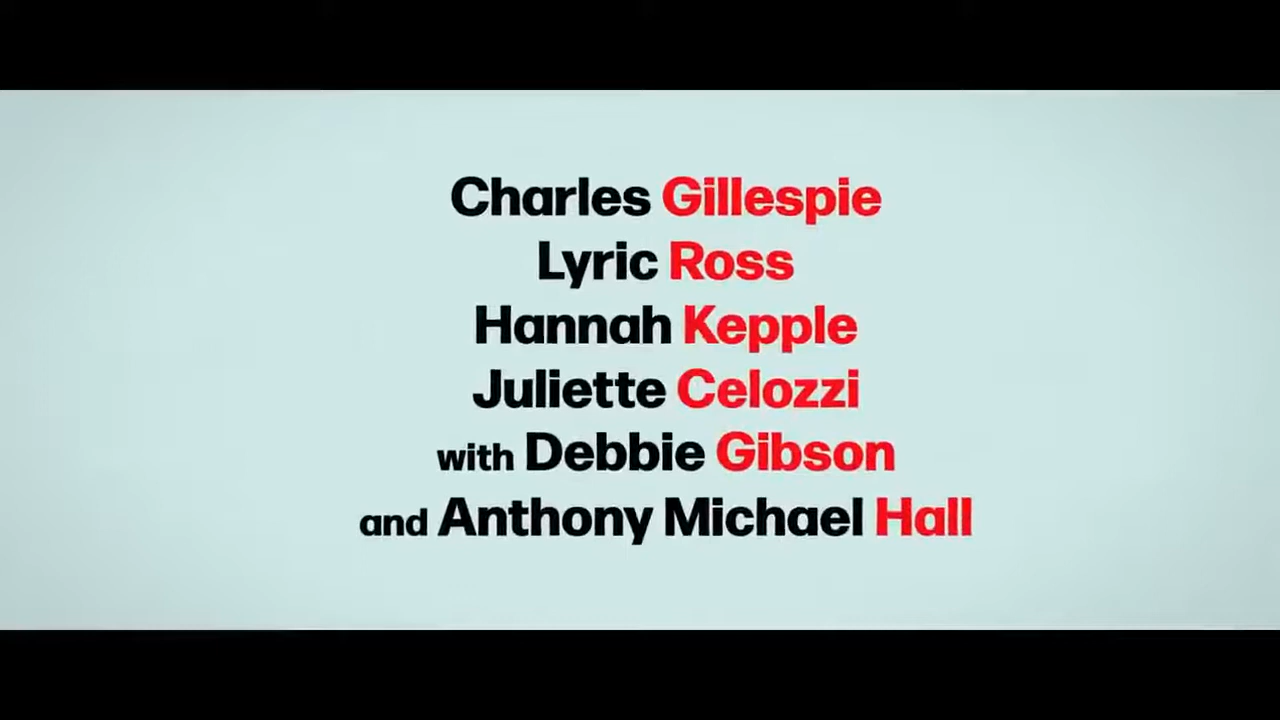 Charles Gillespie
Lyric Ross
Hannah Kepple
Juliette Celozzi
with Debbie Gibson
and Anthony Michael Hall